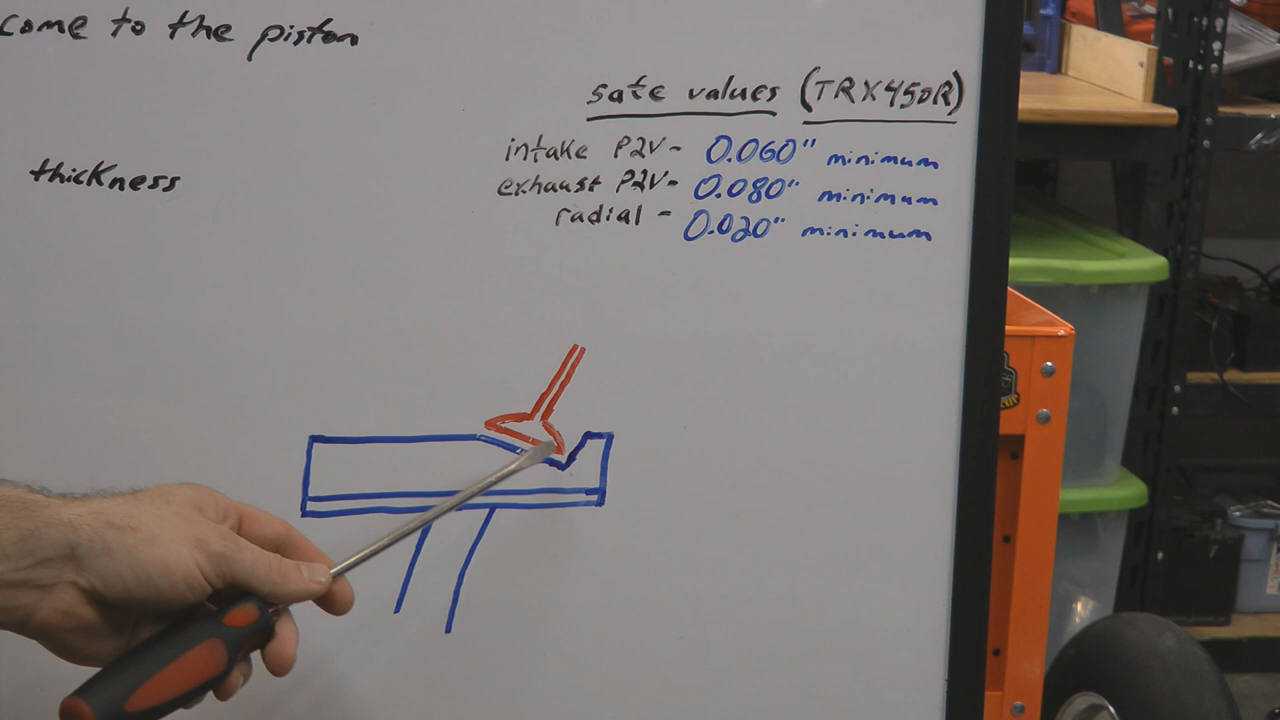 come to the piston
thickness
safe values (TRX450R)
intake P2V- 0.060" minimum
exhaust P2V- 0.080" minimum
radial - 0.020" minimum